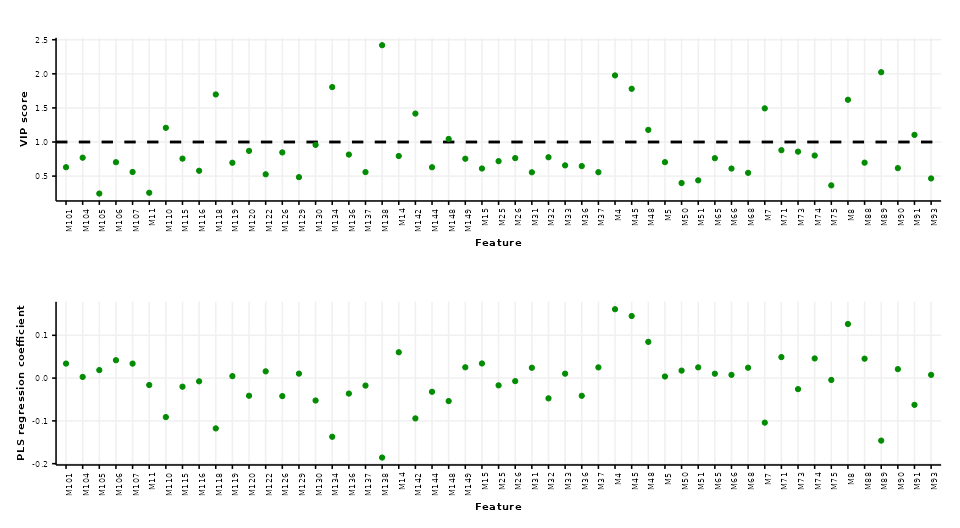 2.5
2.0
1.5
1.0
0.5
VIP score
M101 M104 M105 M106 M107 M11 M110 M115 M116 M118 M119 M120 M122 M126 M129 M130 M134 M136 M137 M138 M14 M142 M144 M148 M149 M15 M25 M26 M31 M32 M33 M36 M37 M4 M45 M48 M5 M50 M51 M65 M66 M68 M7 M71 M73 M74 M75 M8 M88 M89 M90 M91 M93
Feature
0.1
0.0
-0.1
-0.2
PLS regression coefficient
M101 M104 M105 M106 M107 M11 M110 M115 M116 M118 M119 M120 M122 M126 M129 M130 M134 M136 M137 M138 M14 M142 M144 M148 M149 M15 M25 M26 M31 M32 M33 M36 M37 M4 M45 M48 M5 M50 M51 M65 M66 M68 M7 M71 M73 M74 M75 M8 M88 M89 M90 M91 M93
Feature